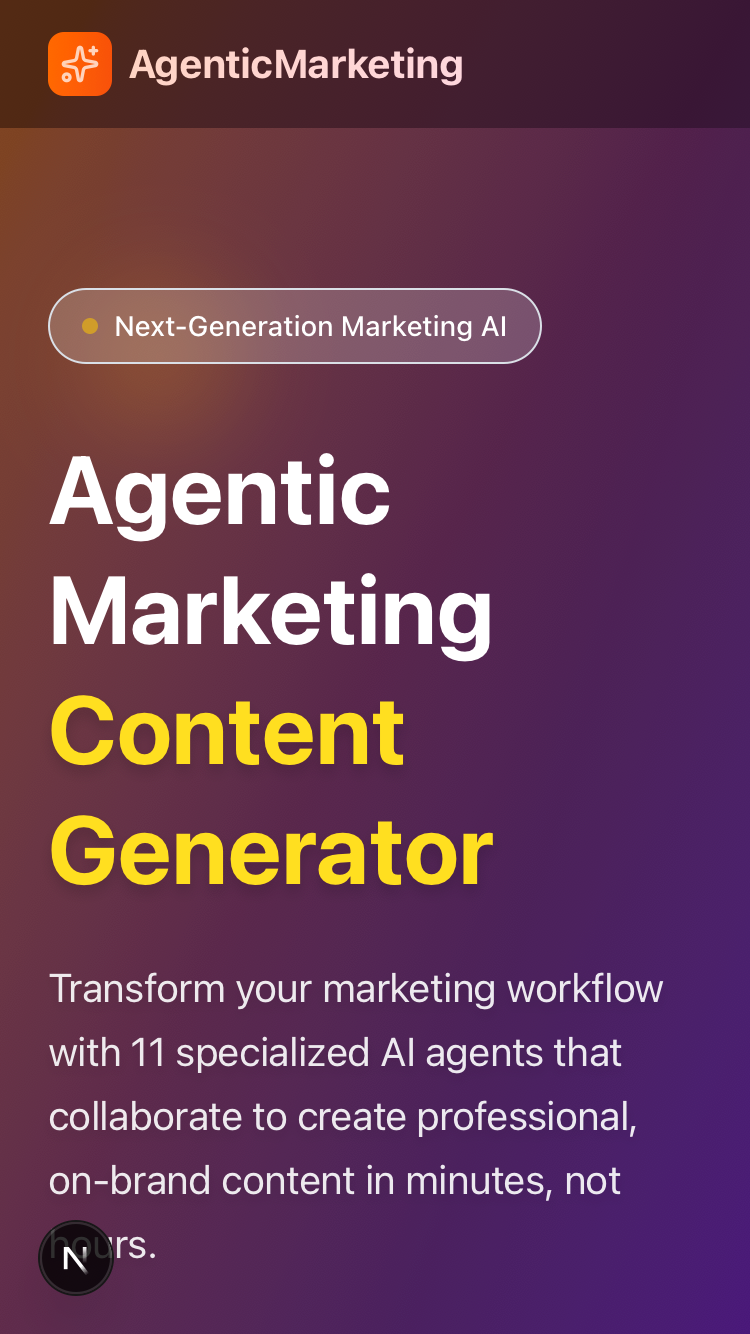 AgenticMarketing
Next-Generation Marketing AI
Agentic
Marketing
Content
Generator
Transform your marketing workflow
with 11 specialized AI agents that
collaborate to create professional,
on-brand content in minutes, not
hours.
N